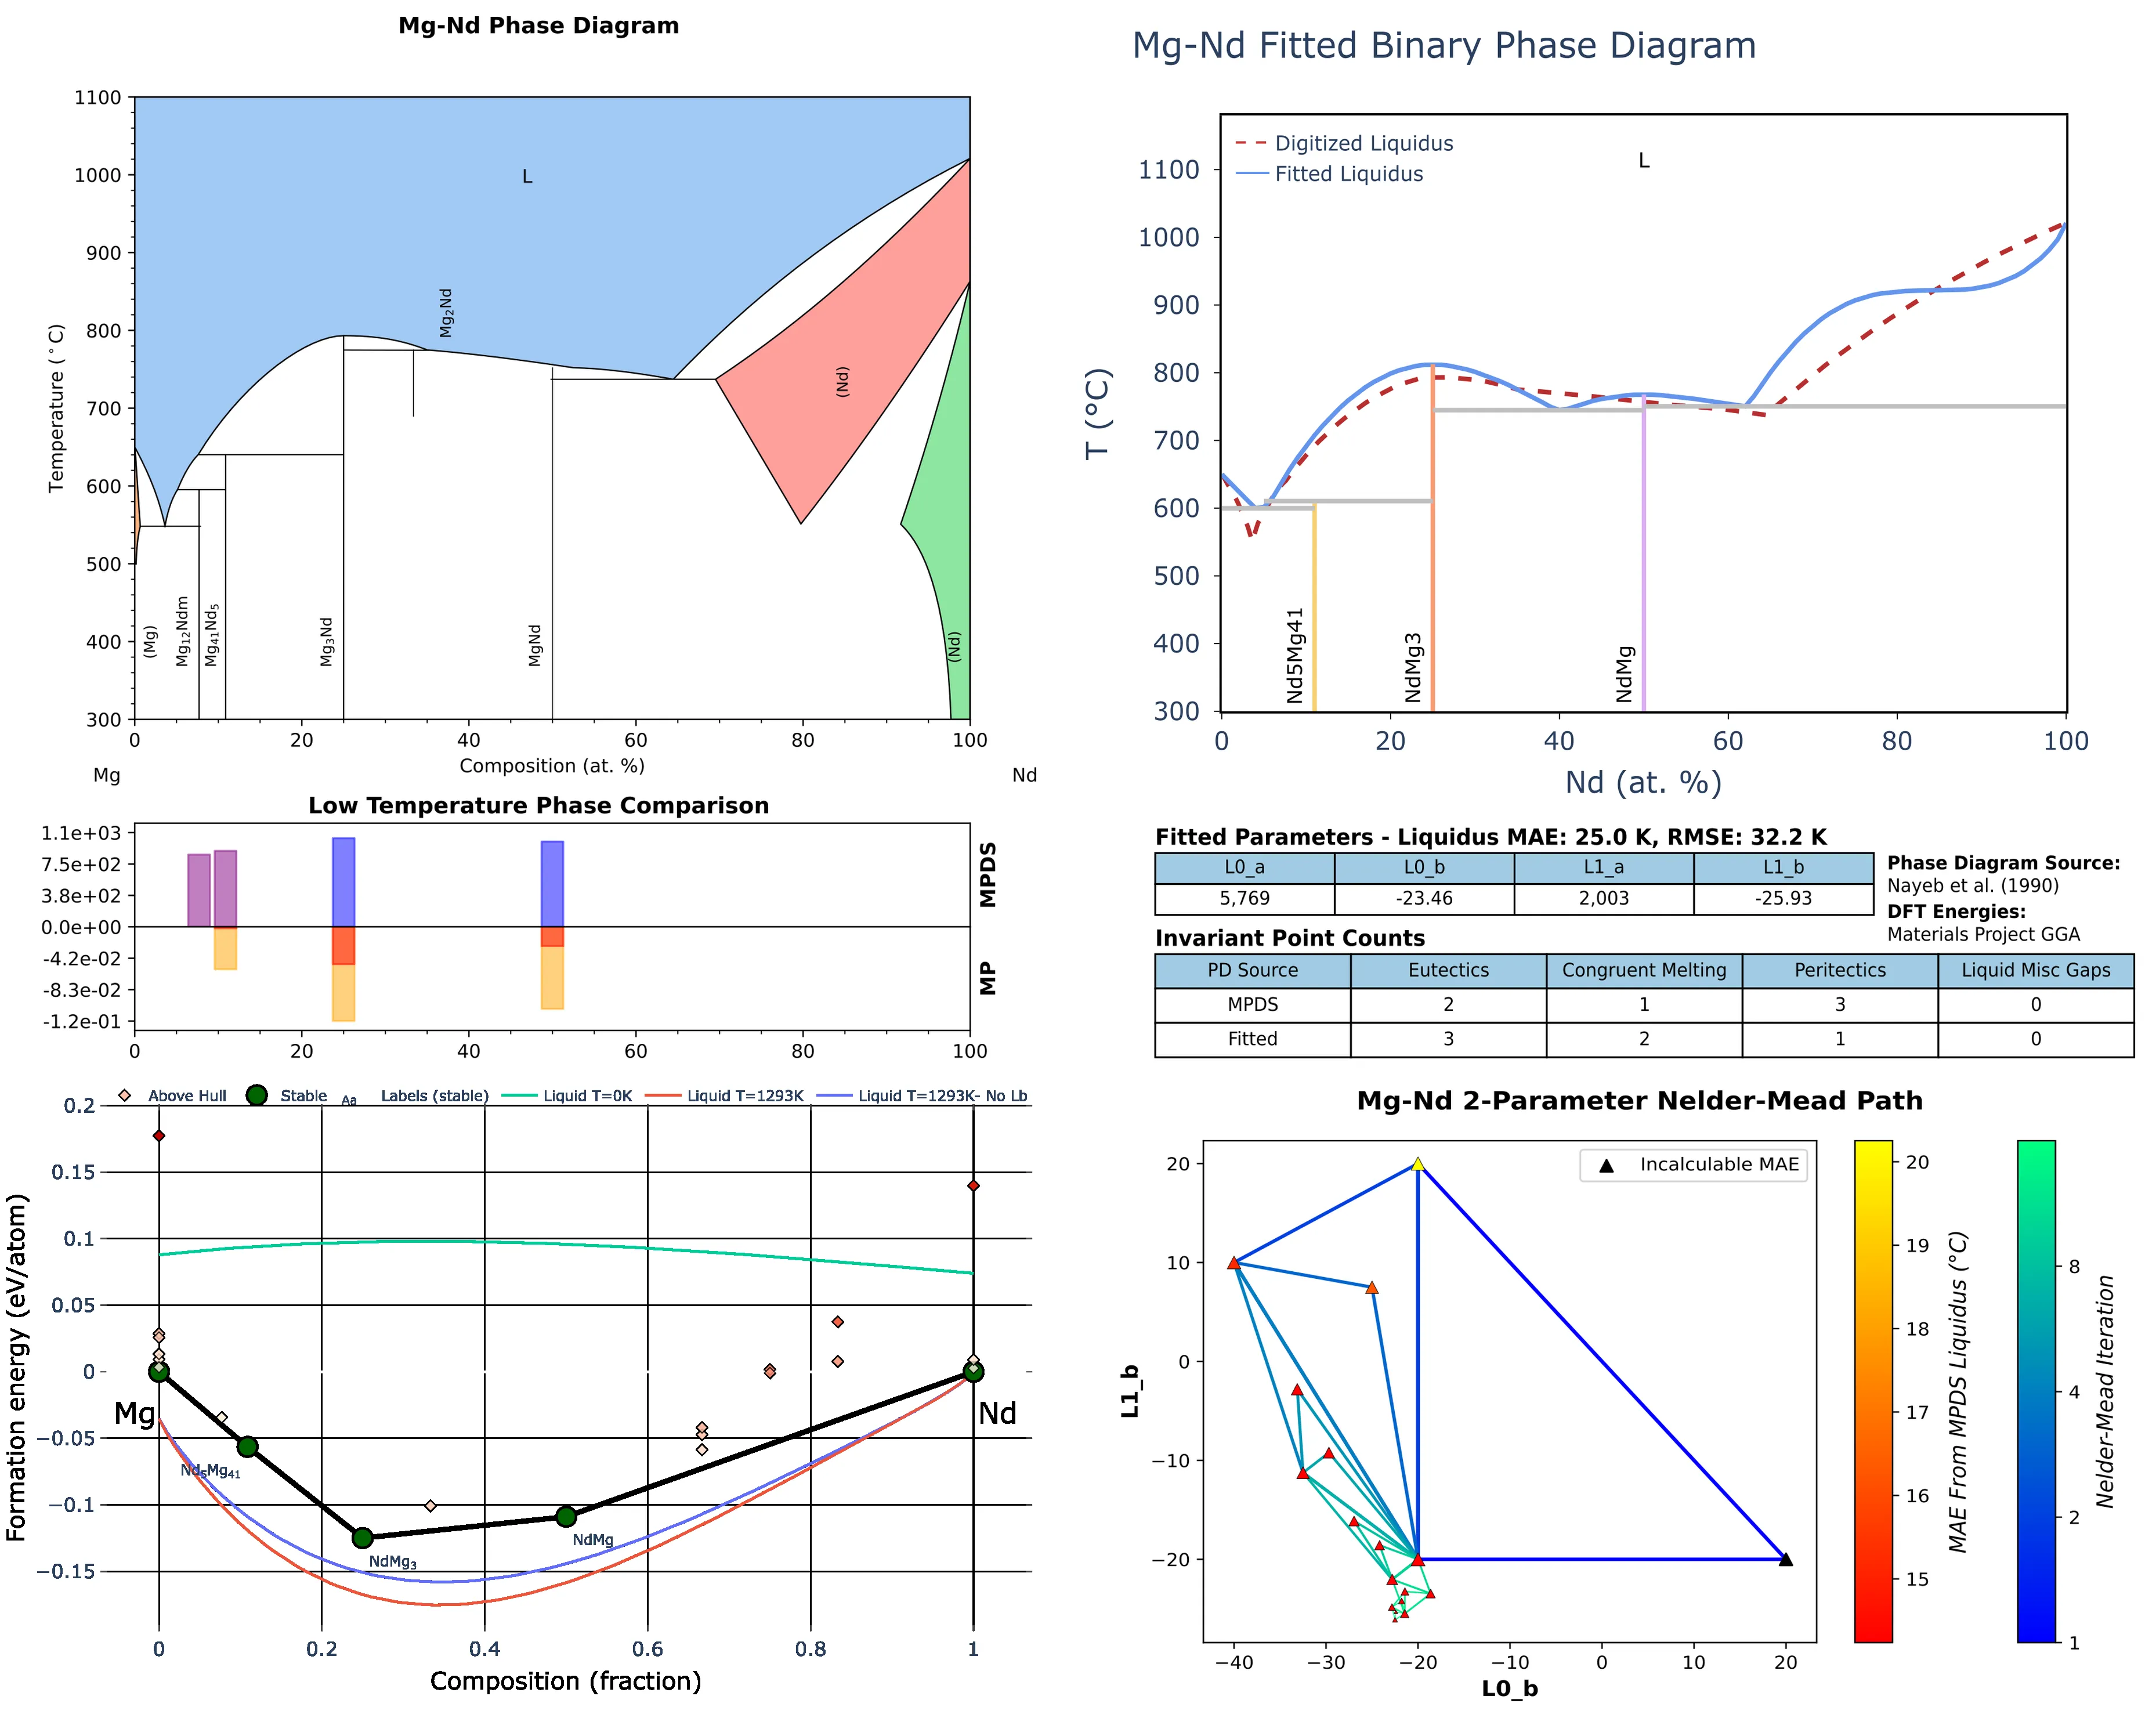 Mg-Nd Phase Diagram
1100
1000
900
800
700
600
500
400
300
Temperature (°C)
L
Mg₂Nd
(Nd)
(Mg)
Mg₁₂Ndm
Mg₄₁Nd₅
Mg₃Nd
MgNd
(Nd)
0 20 40 60 80 100
Composition (at. %)
Mg Nd
Mg-Nd Fitted Binary Phase Diagram
Digitized Liquidus
Fitted Liquidus
L
1100
1000
900
800
700
600
500
400
300
T (°C)
Nd5Mg41
NdMg3
NdMg
0 20 40 60 80 100
Nd (at. %)
Low Temperature Phase Comparison
1.1e+03
7.5e+02
3.8e+02
0.0e+00
-4.2e-02
-8.3e-02
-1.2e-01
MPDS
MP
0 20 40 60 80 100
Fitted Parameters - Liquidus MAE: 25.0 K, RMSE: 32.2 K
L0_a L0_b L1_a L1_b
5,769 -23.46 2,003 -25.93
Phase Diagram Source:
Nayeb et al. (1990)
DFT Energies:
Materials Project GGA
Invariant Point Counts
PD Source Eutectics Congruent Melting Peritectics Liquid Misc Gaps
MPDS 2 1 3 0
Fitted 3 2 1 0
Above Hull Stable Aa Labels (stable) Liquid T=0K Liquid T=1293K Liquid T=1293K- No Lb
0.2
0.15
0.1
0.05
0
−0.05
−0.1
−0.15
Formation energy (eV/atom)
Mg
Nd
Nd₅Mg₄₁
NdMg₃
NdMg
0 0.2 0.4 0.6 0.8 1
Composition (fraction)
Mg-Nd 2-Parameter Nelder-Mead Path
Incalculable MAE
20
10
0
−10
−20
L1_b
−40 −30 −20 −10 0 10 20
L0_b
20
19
18
17
16
15
MAE From MPDS Liquidus (°C)
8
4
2
1
Nelder-Mead Iteration